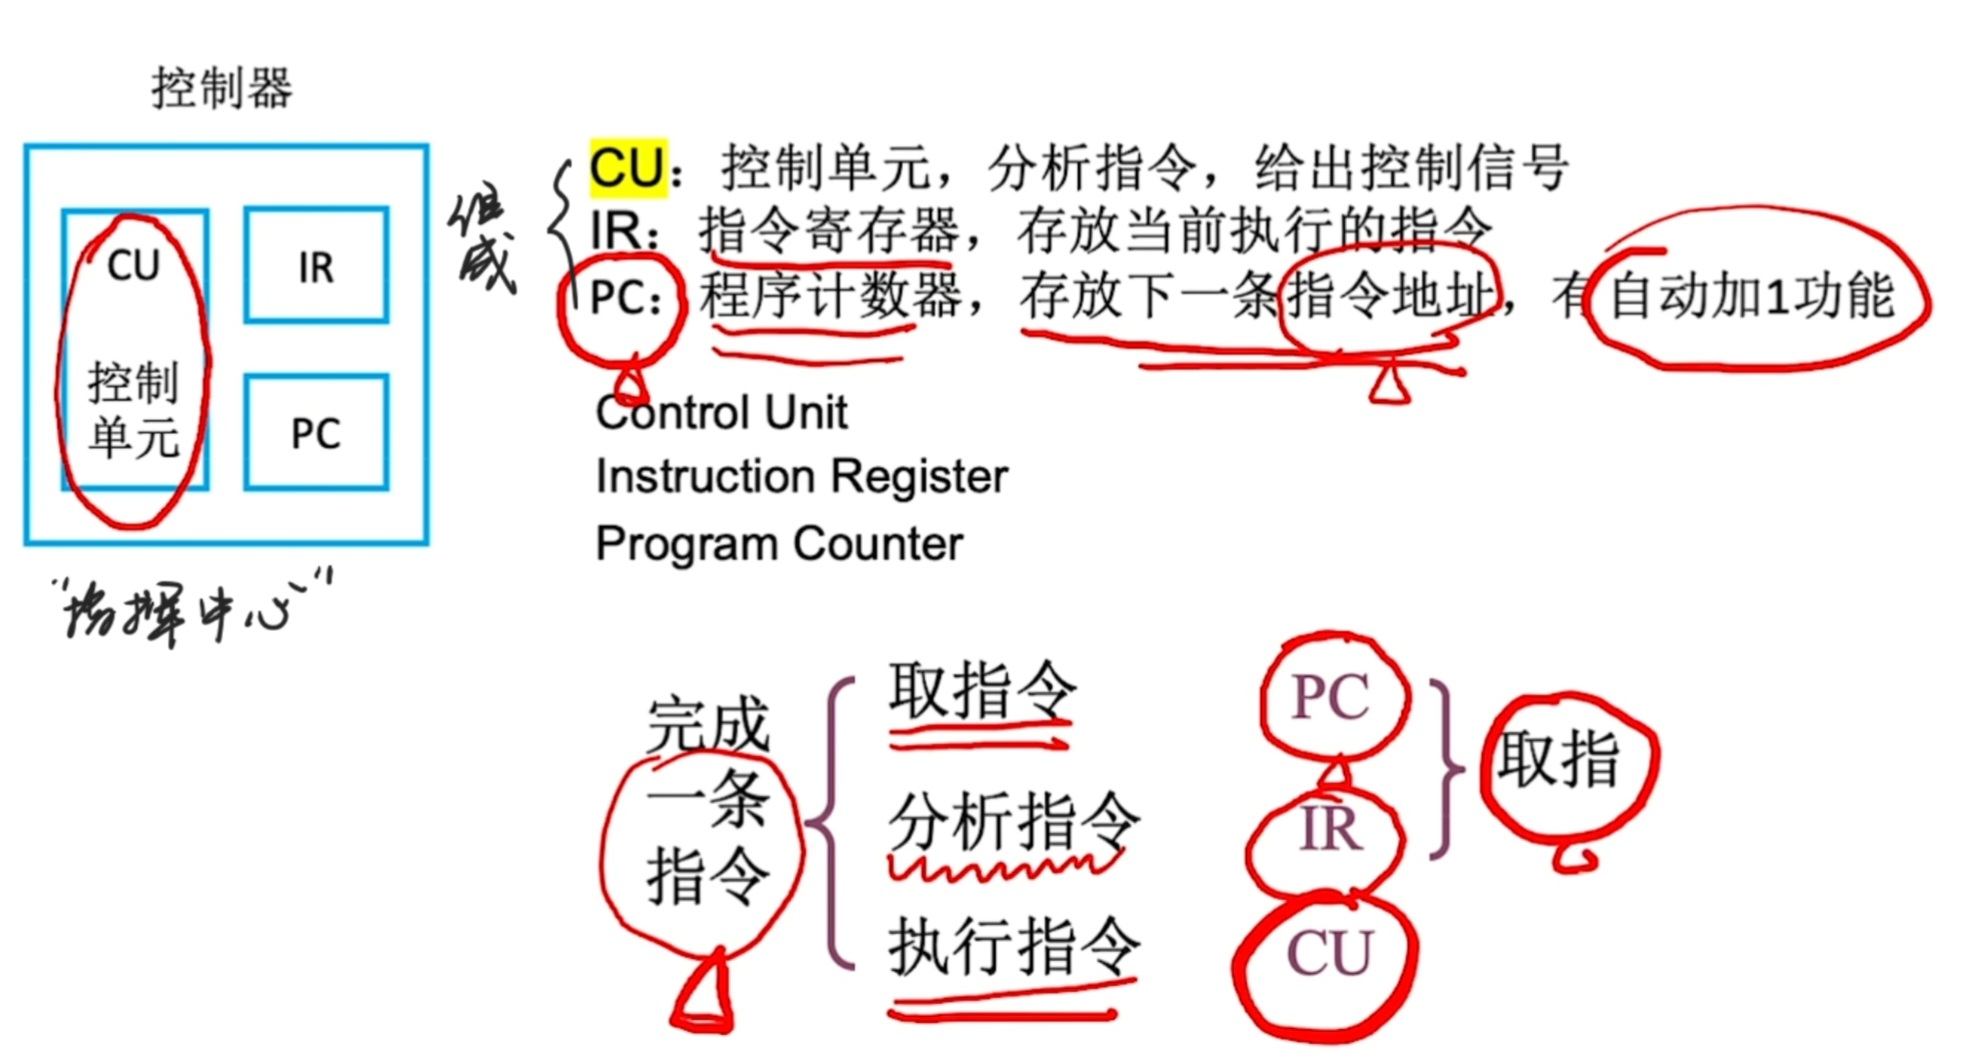 控制器
CU
控制
单元
IR
PC
"指挥中心"
组成
CU：控制单元，分析指令，给出控制信号
IR：指令寄存器，存放当前执行的指令
PC：程序计数器，存放下一条指令地址，有自动加1功能
Control Unit
Instruction Register
Program Counter
完成
一条
指令
取指令
分析指令
执行指令
PC
IR
CU
取指